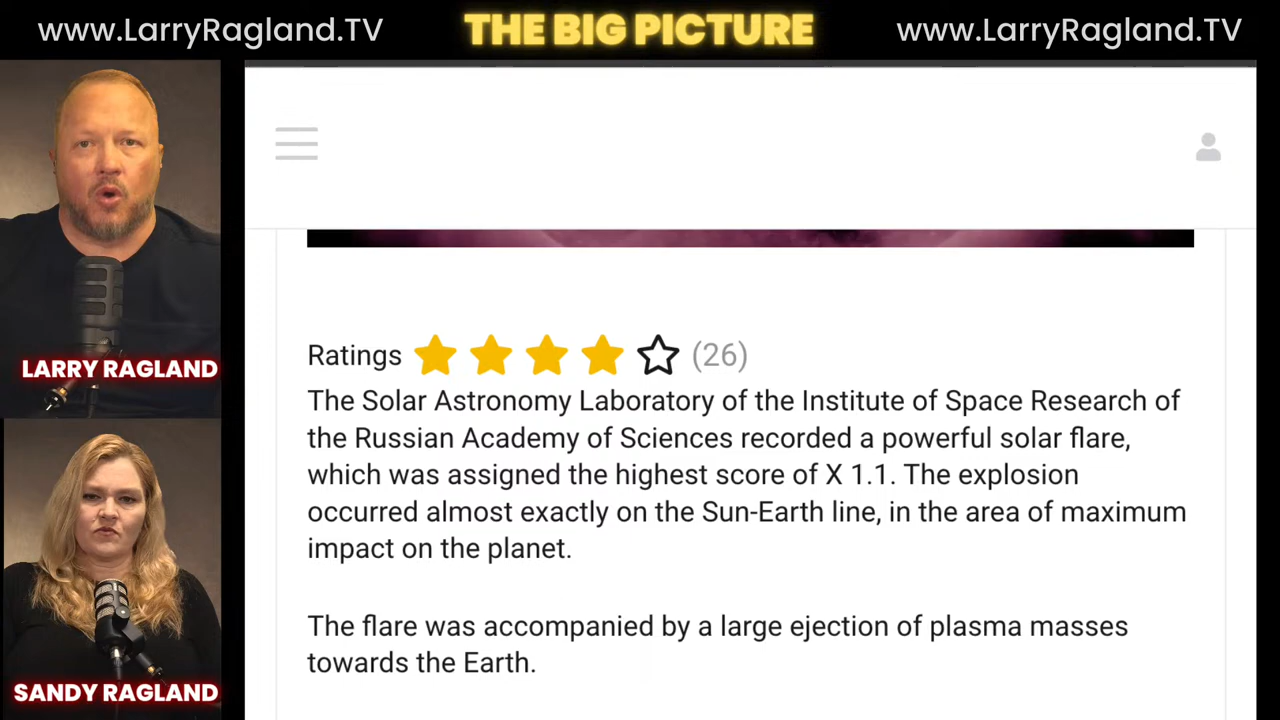 www.LarryRagland.TV
THE BIG PICTURE
www.LarryRagland.TV
LARRY RAGLAND
SANDY RAGLAND
Ratings (26)
The Solar Astronomy Laboratory of the Institute of Space Research of
the Russian Academy of Sciences recorded a powerful solar flare,
which was assigned the highest score of X 1.1. The explosion
occurred almost exactly on the Sun-Earth line, in the area of maximum
impact on the planet.
The flare was accompanied by a large ejection of plasma masses
towards the Earth.